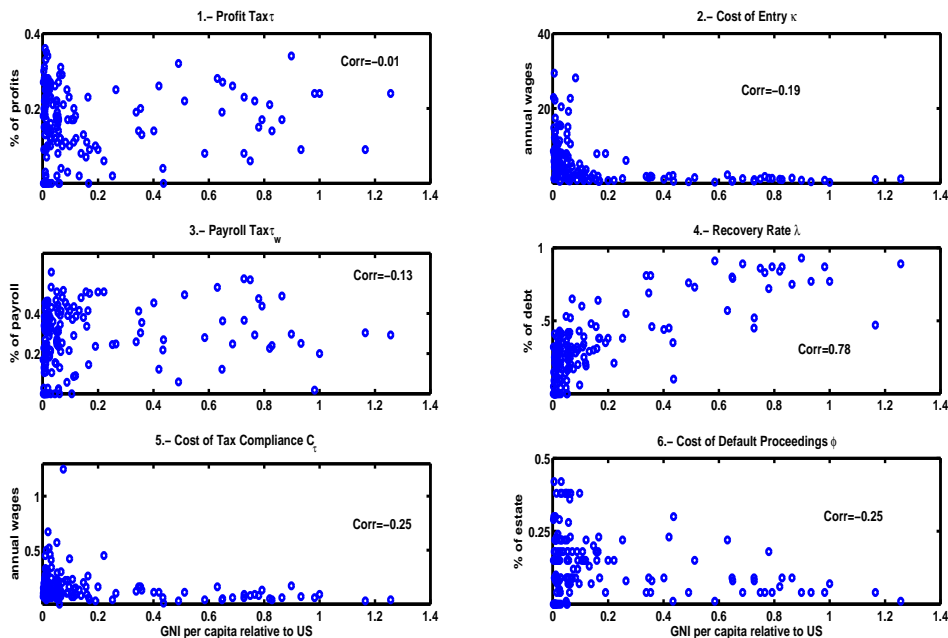 1.− Profit Taxτ
% of profits
0.4
0.2
0
0 0.2 0.4 0.6 0.8 1 1.2 1.4
Corr=−0.01
2.− Cost of Entry κ
annual wages
40
20
0
0 0.2 0.4 0.6 0.8 1 1.2 1.4
Corr=−0.19
3.− Payroll Taxτw
% of payroll
0.4
0.2
0
0 0.2 0.4 0.6 0.8 1 1.2 1.4
Corr=−0.13
4.− Recovery Rate λ
% of debt
1
.5
0
0 0.2 0.4 0.6 0.8 1 1.2 1.4
Corr=0.78
5.− Cost of Tax Compliance Cτ
annual wages
1
0.5
0
0 0.2 0.4 0.6 0.8 1 1.2 1.4
Corr=−0.25
GNI per capita relative to US
6.− Cost of Default Proceedings ϕ
% of estate
0.5
0.25
0
0 0.2 0.4 0.6 0.8 1 1.2 1.4
Corr=−0.25
GNI per capita relative to US